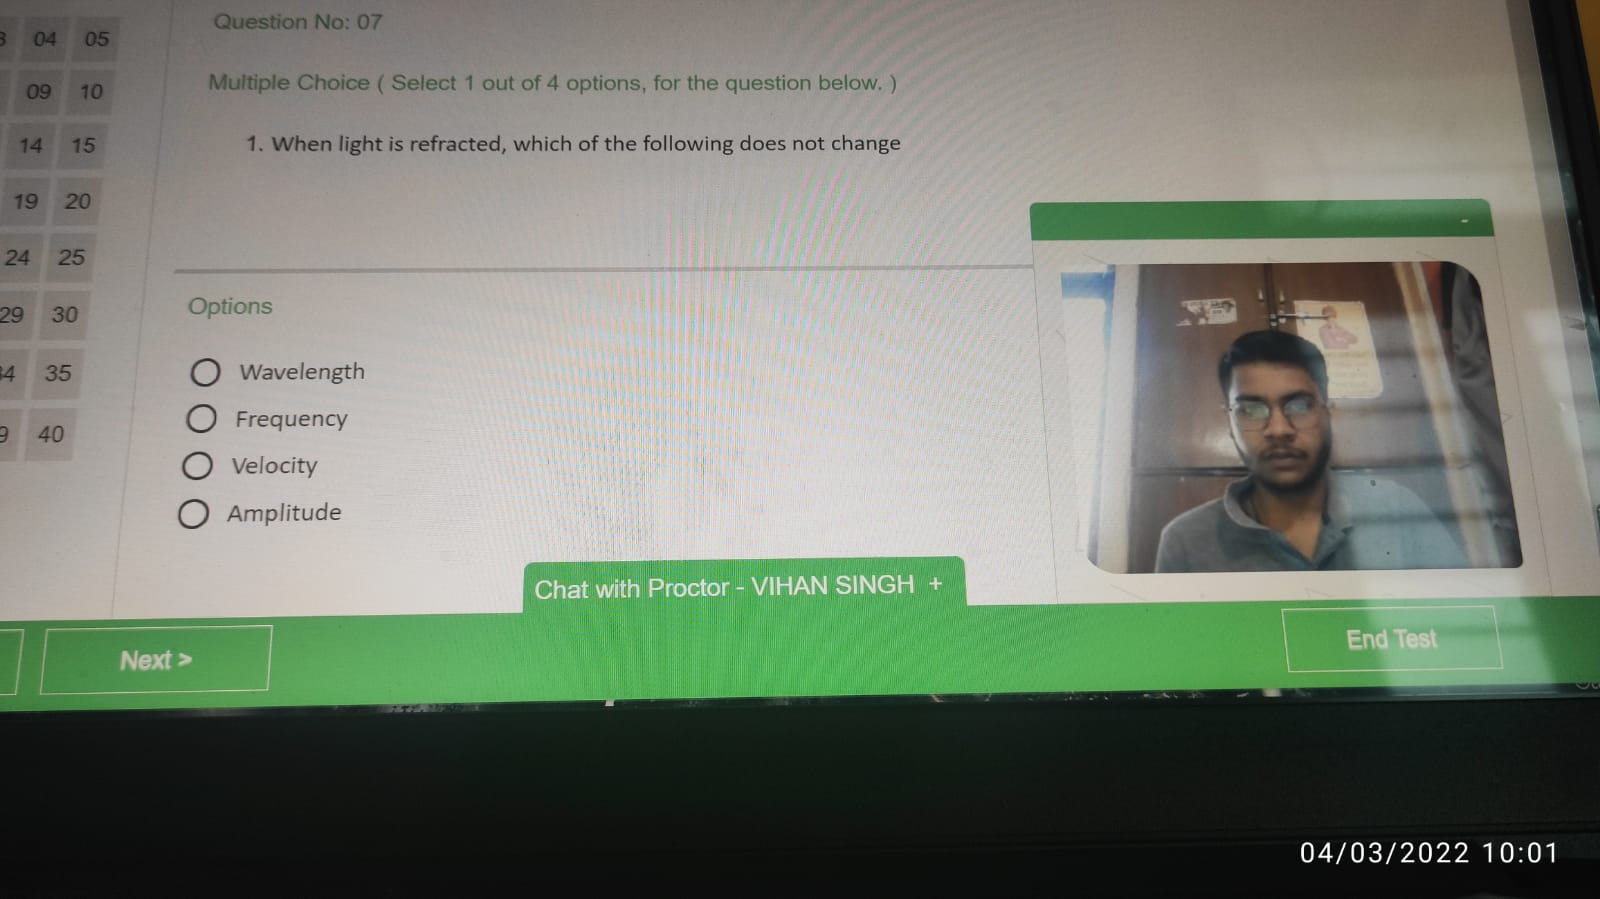 Question No: 07
Multiple Choice ( Select 1 out of 4 options, for the question below. )
1. When light is refracted, which of the following does not change
04 05
09 10
14 15
19 20
24 25
29 30
35
40
Options
Wavelength
Frequency
Velocity
Amplitude
Chat with Proctor - VIHAN SINGH +
Next >
End Test
04/03/2022 10:01